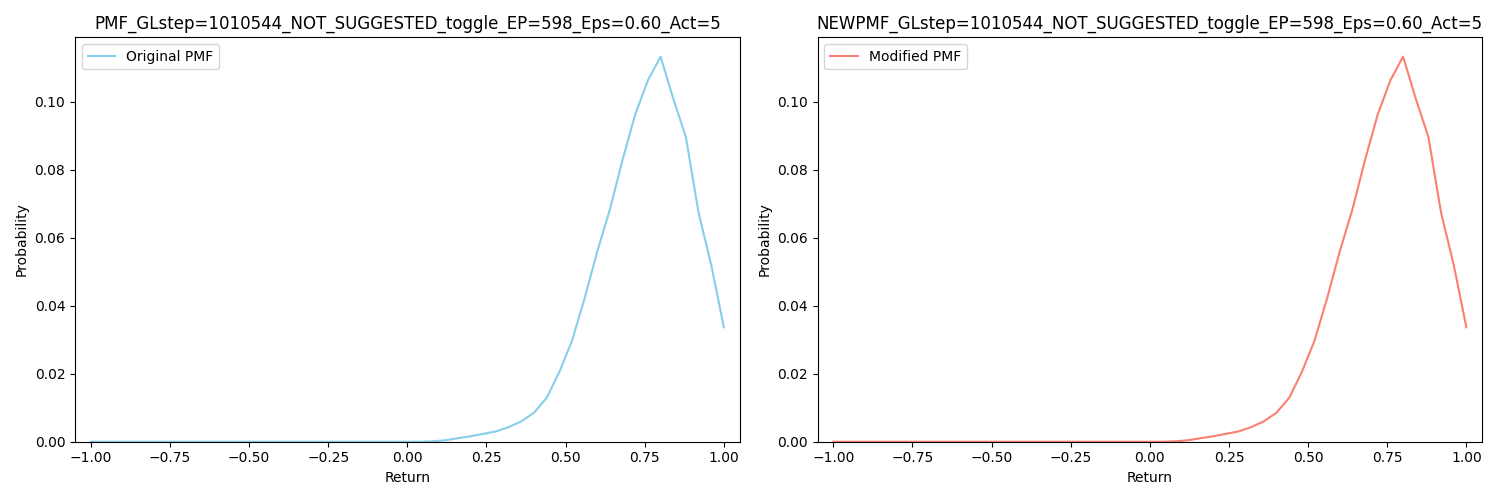 PMF_GLstep=1010544_NOT_SUGGESTED_toggle_EP=598_Eps=0.60_Act=5
Original PMF
Probability
0.10
0.08
0.06
0.04
0.02
0.00
−1.00 −0.75 −0.50 −0.25 0.00 0.25 0.50 0.75 1.00
Return
NEWPMF_GLstep=1010544_NOT_SUGGESTED_toggle_EP=598_Eps=0.60_Act=5
Modified PMF
Probability
0.10
0.08
0.06
0.04
0.02
0.00
−1.00 −0.75 −0.50 −0.25 0.00 0.25 0.50 0.75 1.00
Return